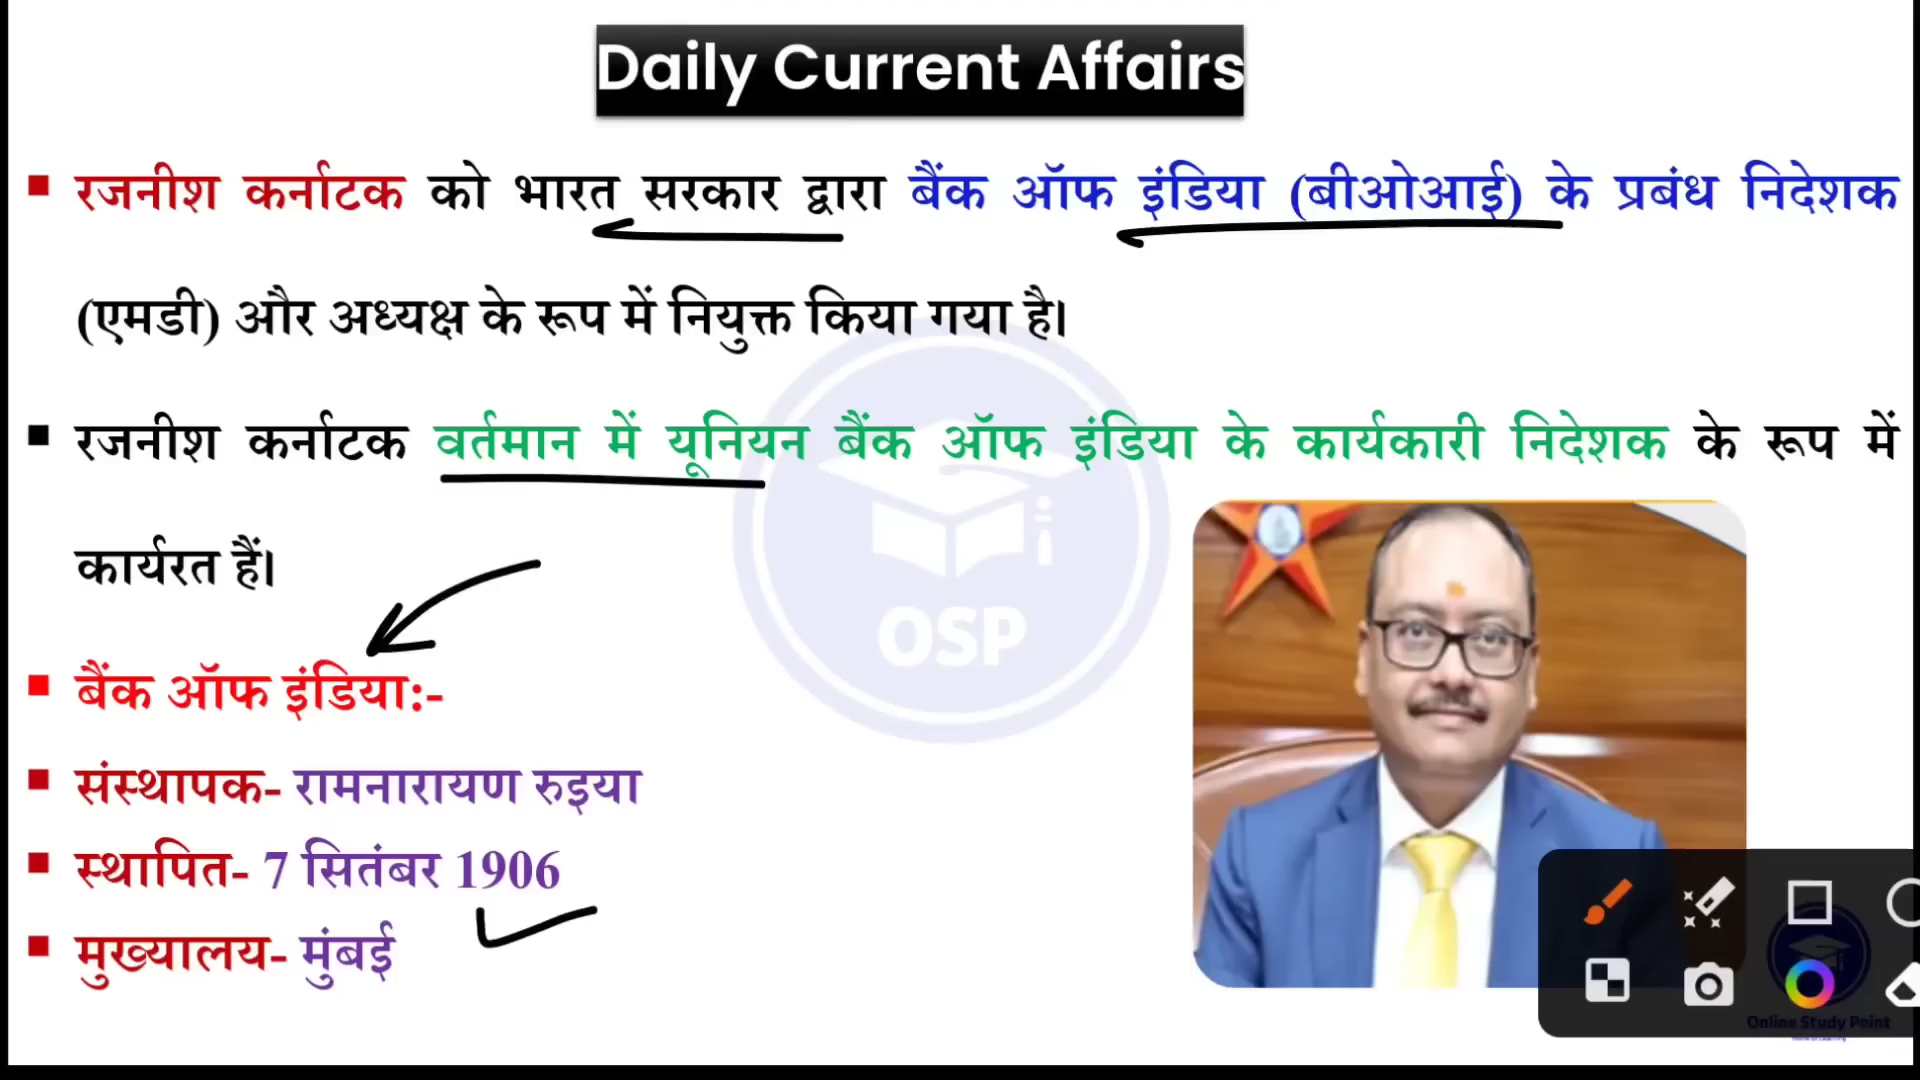 Daily Current Affairs
रजनीश कर्नाटक को भारत सरकार द्वारा बैंक ऑफ इंडिया (बीओआई) के प्रबंध निदेशक
(एमडी) और अध्यक्ष के रूप में नियुक्त किया गया है।
रजनीश कर्नाटक वर्तमान में यूनियन बैंक ऑफ इंडिया के कार्यकारी निदेशक के रूप में
कार्यरत हैं।
OSP
बैंक ऑफ इंडिया:-
संस्थापक- रामनारायण रुइया
स्थापित- 7 सितंबर 1906
मुख्यालय- मुंबई
Online Study Point